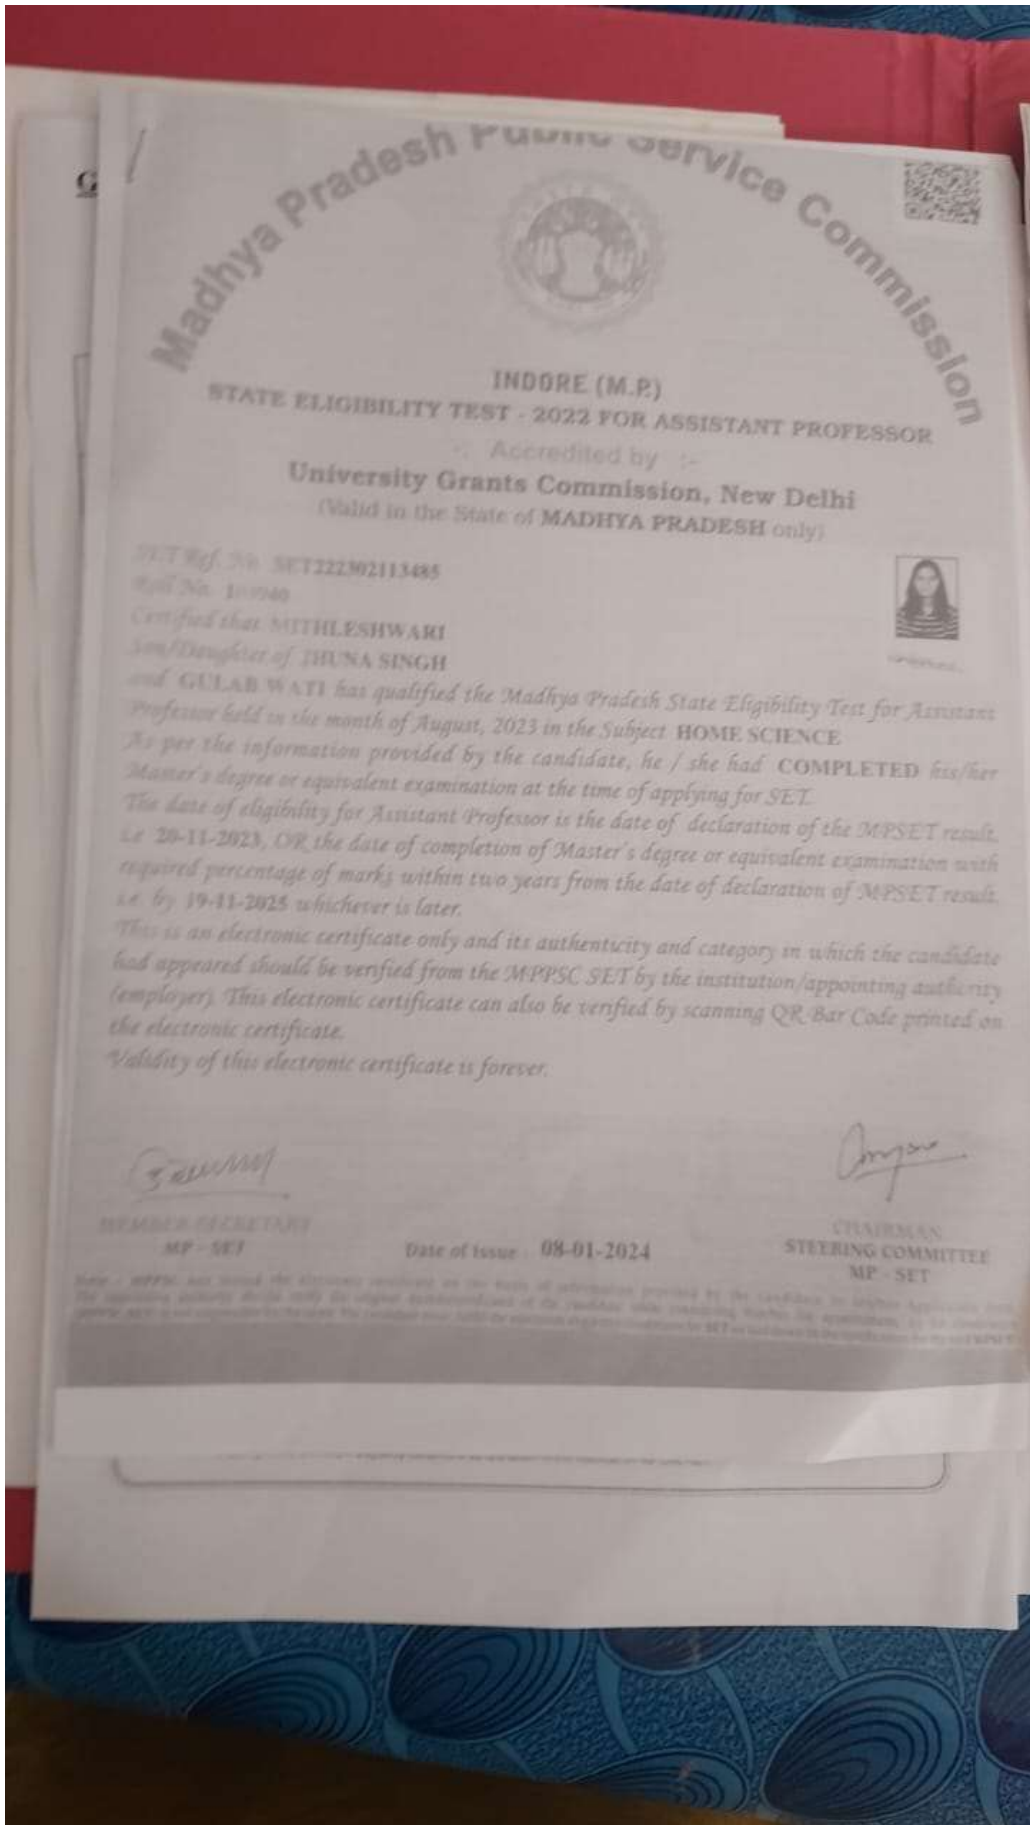 G
Madhya Pradesh Public Service Commission
INDORE (M.P.)
STATE ELIGIBILITY TEST - 2022 FOR ASSISTANT PROFESSOR
-: Accredited by :-
University Grants Commission, New Delhi
(Valid in the State of MADHYA PRADESH only)
SET Ref. No. SET222302113485
Roll No.
Certified that MITHLESHWARI
Son/Daughter of JHUNA SINGH
and GULAB WATI has qualified the Madhya Pradesh State Eligibility Test for Assistant
Professor held in the month of August, 2023 in the Subject HOME SCIENCE
As per the information provided by the candidate, he / she had COMPLETED his/her
Master's degree or equivalent examination at the time of applying for SET.
The date of eligibility for Assistant Professor is the date of declaration of the MPSET result,
i.e 20-11-2023, OR the date of completion of Master's degree or equivalent examination with
required percentage of marks within two years from the date of declaration of MPSET result,
i.e. by 19-11-2025 whichever is later.
This is an electronic certificate only and its authenticity and category in which the candidate
had appeared should be verified from the MPPSC SET by the institution/appointing authority
(employer). This electronic certificate can also be verified by scanning QR Bar Code printed on
the electronic certificate.
Validity of this electronic certificate is forever.
MEMBER SECRETARY
MP - SET
Date of Issue : 08-01-2024
CHAIRMAN
STEERING COMMITTEE
MP - SET